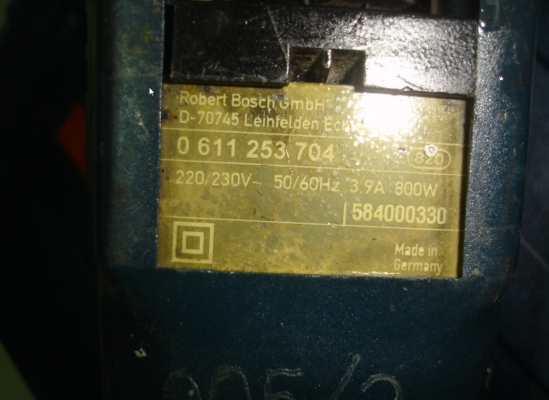 Robert Bosch GmbH
D-70745 Leinfelden
0 611 253 704
220/230V~ 50/60Hz 3.9A 800W
584000330
Made in
Germany